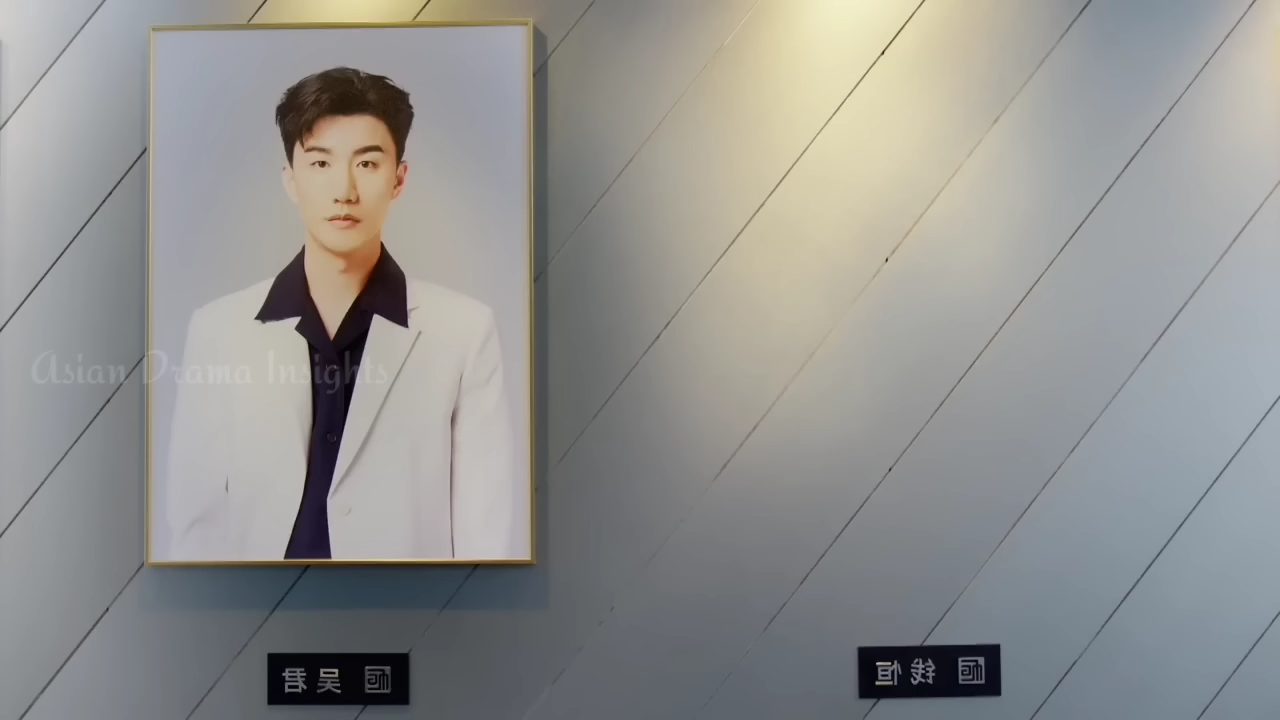 Asian Drama Insights
吴君
钱恒